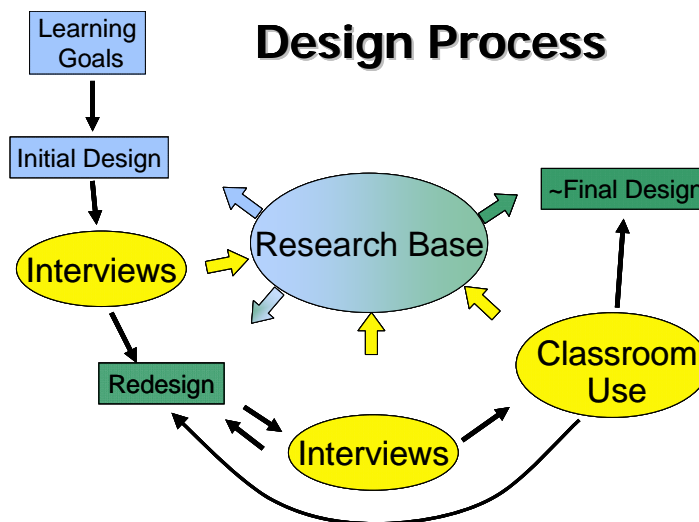 Design Process
Learning
Goals
Initial Design
Interviews
Research Base
~Final Design
Redesign
Interviews
Classroom
Use